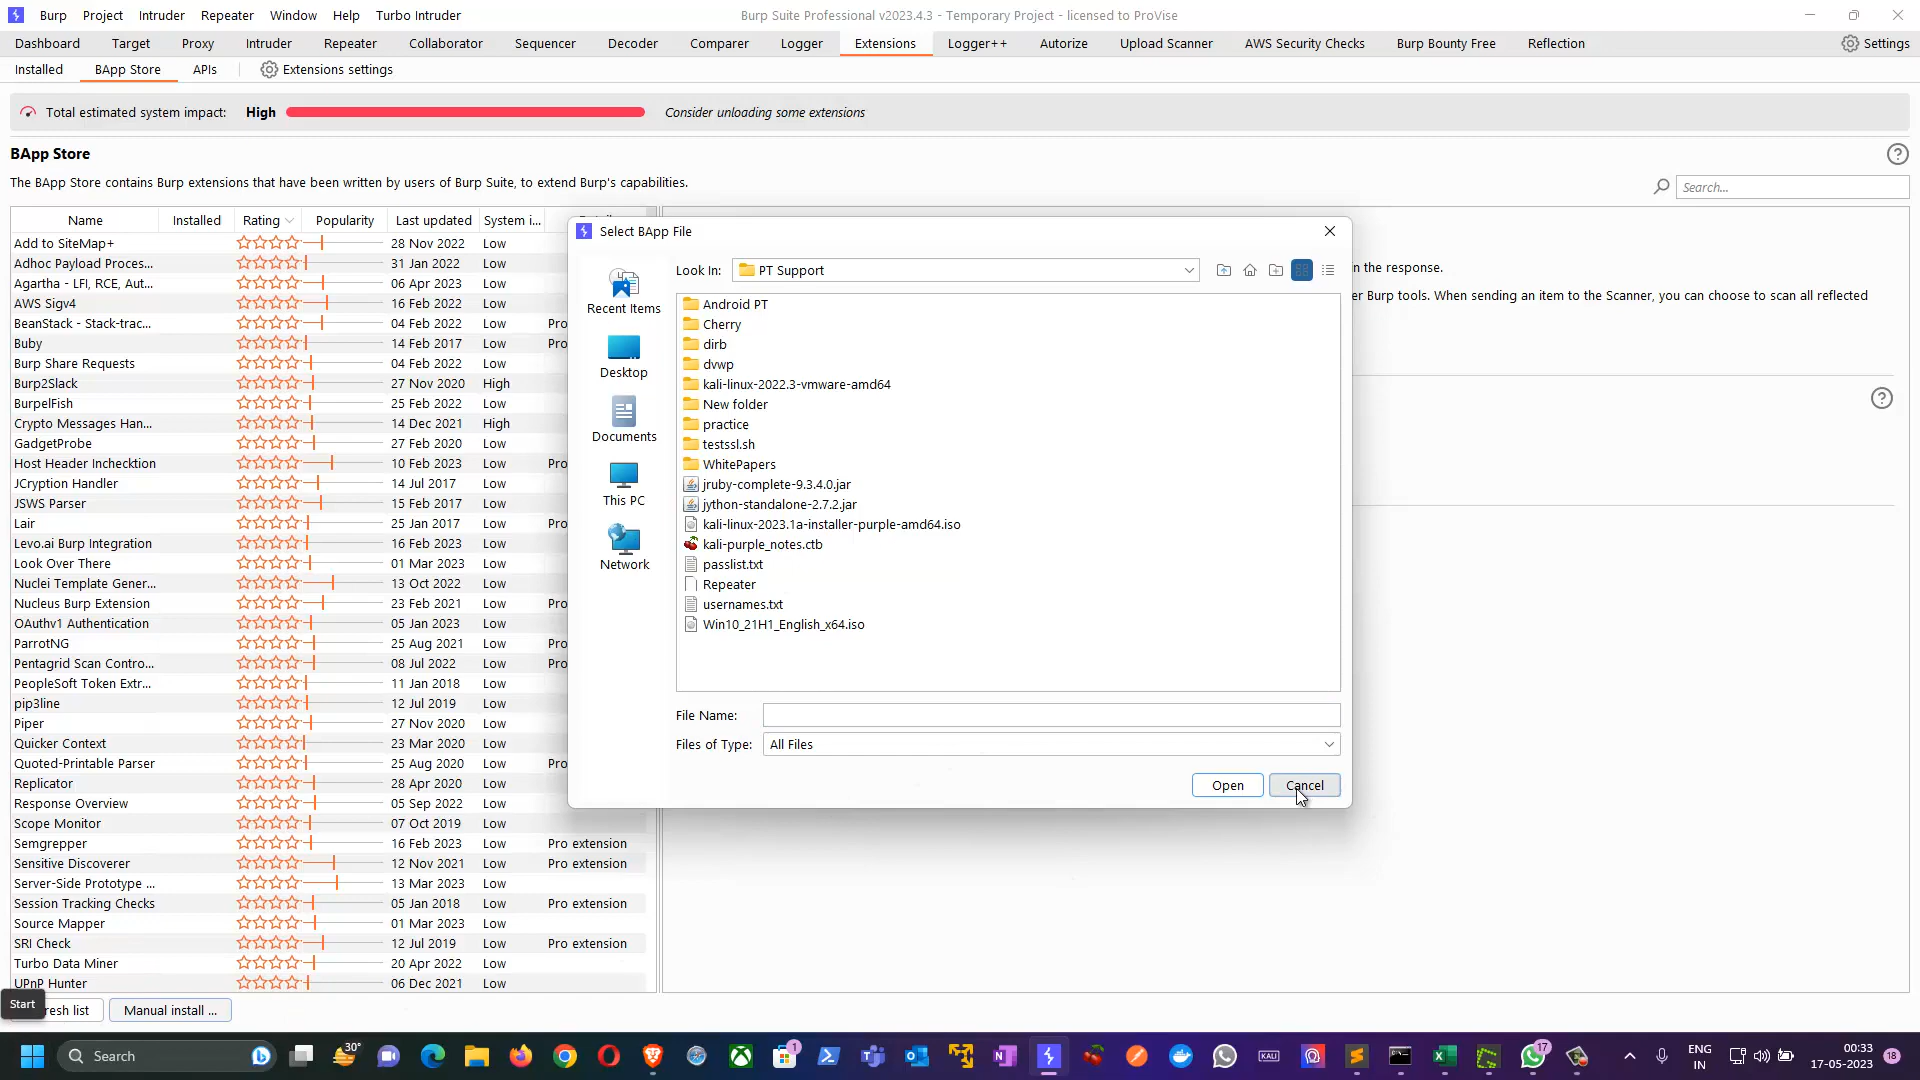 Burp Project Intruder Repeater Window Help Turbo Intruder
Burp Suite Professional v2023.4.3 - Temporary Project - licensed to ProVise
Dashboard Target Proxy Intruder Repeater Collaborator Sequencer Decoder Comparer Logger Extensions Logger++ Autorize Upload Scanner AWS Security Checks Burp Bounty Free Reflection Settings
Installed BApp Store APIs Extensions settings
Total estimated system impact: High Consider unloading some extensions
BApp Store
The BApp Store contains Burp extensions that have been written by users of Burp Suite, to extend Burp's capabilities.
Search...
Name Installed Rating Popularity Last updated System i...
Add to SiteMap+ 28 Nov 2022 Low
Adhoc Payload Proces... 31 Jan 2022 Low
Agartha - LFI, RCE, Aut... 06 Apr 2023 Low
AWS Sigv4 16 Feb 2022 Low
BeanStack - Stack-trac... 04 Feb 2022 Low Pro
Buby 14 Feb 2017 Low Pro
Burp Share Requests 04 Feb 2022 Low
Burp2Slack 27 Nov 2020 High
BurpelFish 25 Feb 2022 Low
Crypto Messages Han... 14 Dec 2021 High
GadgetProbe 27 Feb 2020 Low
Host Header Inchecktion 10 Feb 2023 Low Pro
JCryption Handler 14 Jul 2017 Low
JSWS Parser 15 Feb 2017 Low
Lair 25 Jan 2017 Low Pro
Levo.ai Burp Integration 16 Feb 2023 Low
Look Over There 01 Mar 2023 Low
Nuclei Template Gener... 13 Oct 2022 Low
Nucleus Burp Extension 23 Feb 2021 Low Pro
OAuthv1 Authentication 05 Jan 2023 Low
ParrotNG 25 Aug 2021 Low Pro
Pentagrid Scan Contro... 08 Jul 2022 Low Pro
PeopleSoft Token Extr... 11 Jan 2018 Low
pip3line 12 Jul 2019 Low
Piper 27 Nov 2020 Low
Quicker Context 23 Mar 2020 Low
Quoted-Printable Parser 25 Aug 2020 Low Pro
Replicator 28 Apr 2020 Low
Response Overview 05 Sep 2022 Low
Scope Monitor 07 Oct 2019 Low
Semgrepper 16 Feb 2023 Low Pro extension
Sensitive Discoverer 12 Nov 2021 Low Pro extension
Server-Side Prototype ... 13 Mar 2023 Low
Session Tracking Checks 05 Jan 2018 Low Pro extension
Source Mapper 01 Mar 2023 Low
SRI Check 12 Jul 2019 Low Pro extension
Turbo Data Miner 20 Apr 2022 Low
UPnP Hunter 06 Dec 2021 Low
Start
resh list Manual install ...
Select BApp File
Look In: PT Support
Recent Items
Desktop
Documents
This PC
Network
Android PT
Cherry
dirb
dvwp
kali-linux-2022.3-vmware-amd64
New folder
practice
testssl.sh
WhitePapers
jruby-complete-9.3.4.0.jar
jython-standalone-2.7.2.jar
kali-linux-2023.1a-installer-purple-amd64.iso
kali-purple_notes.ctb
passlist.txt
Repeater
usernames.txt
Win10_21H1_English_x64.iso
File Name:
Files of Type: All Files
Open Cancel
n the response.
er Burp tools. When sending an item to the Scanner, you can choose to scan all reflected
Search
30°
1
KALI
17
ENG
IN
00:33
17-05-2023
18